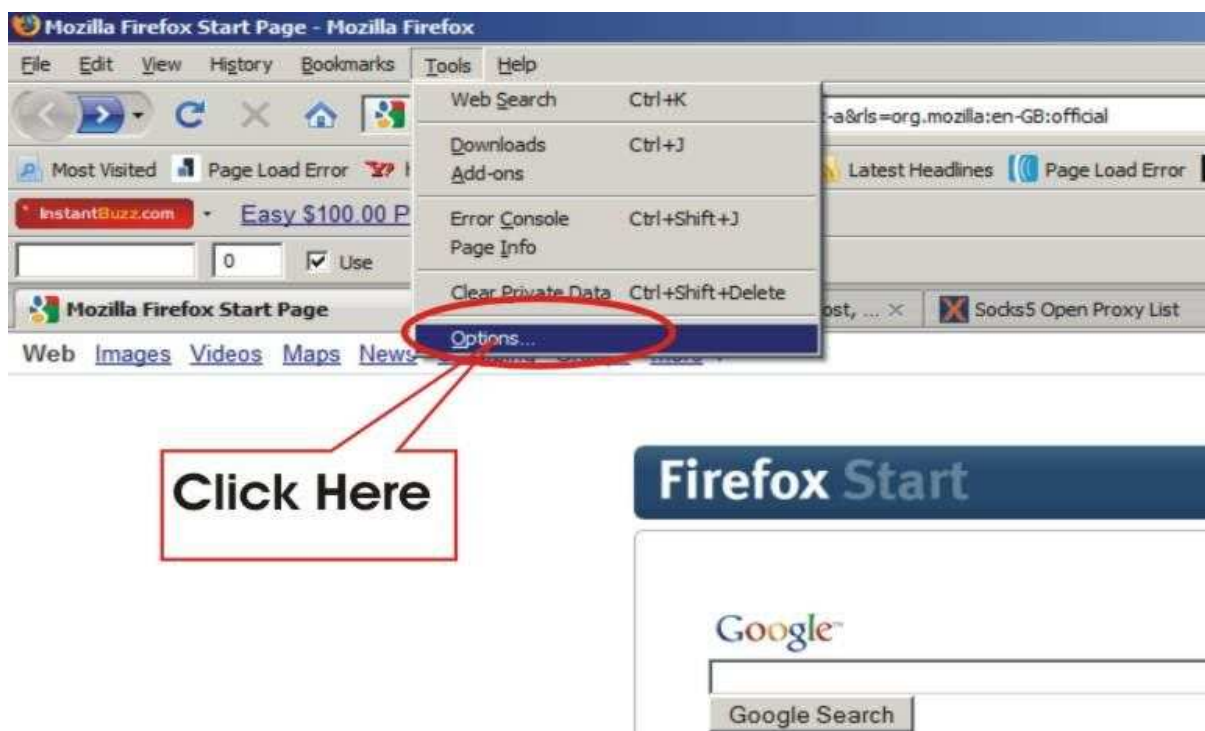 Mozilla Firefox Start Page - Mozilla Firefox
File Edit View History Bookmarks Tools Help
Web Search Ctrl+K
-a&rls=org.mozilla:en-GB:official
Downloads Ctrl+J
Add-ons
Most Visited Page Load Error Latest Headlines Page Load Error
InstantBuzz.com Easy $100.00 P
Error Console Ctrl+Shift+J
Page Info
0 Use
Clear Private Data Ctrl+Shift+Delete
Mozilla Firefox Start Page ost, ... Socks5 Open Proxy List
Options...
Web Images Videos Maps News
Click Here
Firefox Start
Google™
Google Search